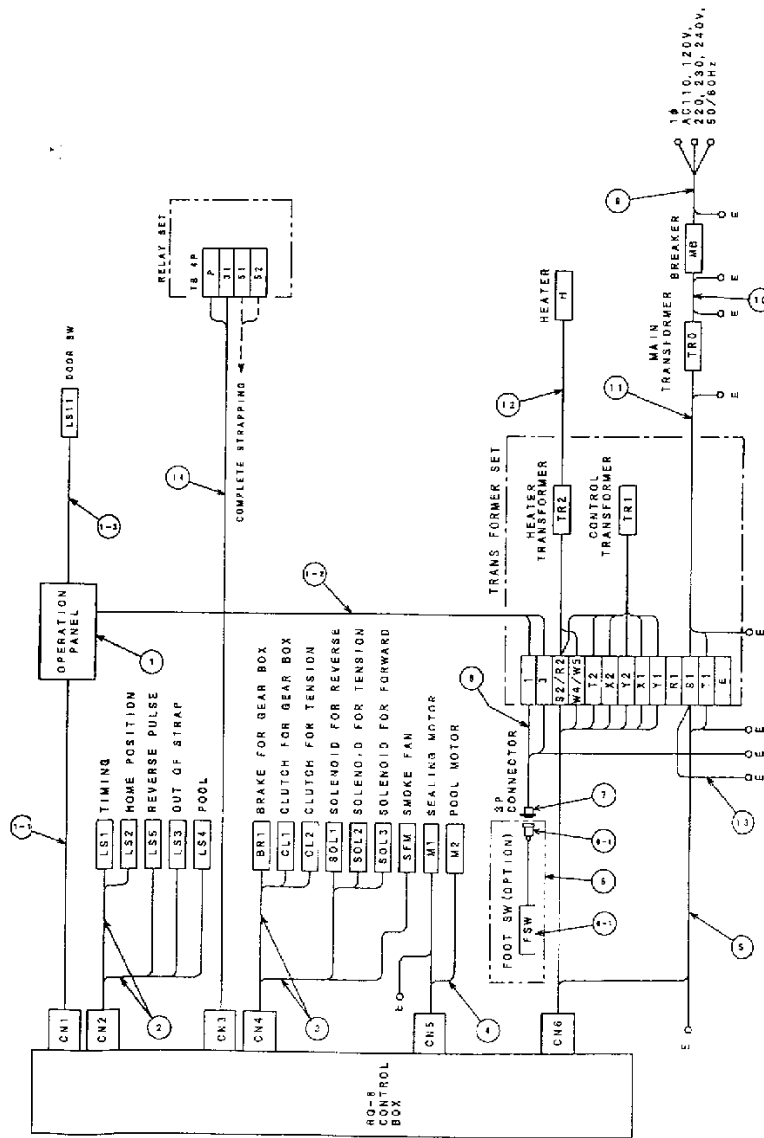 RQ-8
CONTROL
BOX
CN1
CN2
CN3
CN4
CN5
CN6
1-1
OPERATION
PANEL
1
1-3
LS11
DOOR SW
LS1 TIMING
LS2 HOME POSITION
LS5 REVERSE PULSE
LS3 OUT OF STRAP
LS4 POOL
2
14
COMPLETE STRAPPING
RELAY SET
TB 4P
P
31
51
52
BR1 BRAKE FOR GEAR BOX
CL1 CLUTCH FOR GEAR BOX
CL2 CLUTCH FOR TENSION
SOL1 SOLENOID FOR REVERSE
SOL2 SOLENOID FOR TENSION
SOL3 SOLENOID FOR FORWARD
SFM SMOKE FAN
M1 SEALING MOTOR
M2 POOL MOTOR
3
E
4
1-2
FOOT SW(OPTION)
FSW
6
3P
CONNECTOR
7
TRANS FORMER SET
1
3
S2/R2
W4/W5
T2
X2
Y2
X1
Y1
R1
S1
T1
E
HEATER
TRANSFORMER
TR2
CONTROL
TRANSFORMER
TR1
12
HEATER
H
5
E
13
E
E
E
E
11
MAIN
TRANSFORMER
TR0
E
E
BREAKER
MB
E
1φ
AC110, 120V,
220, 230, 240V,
50/60Hz